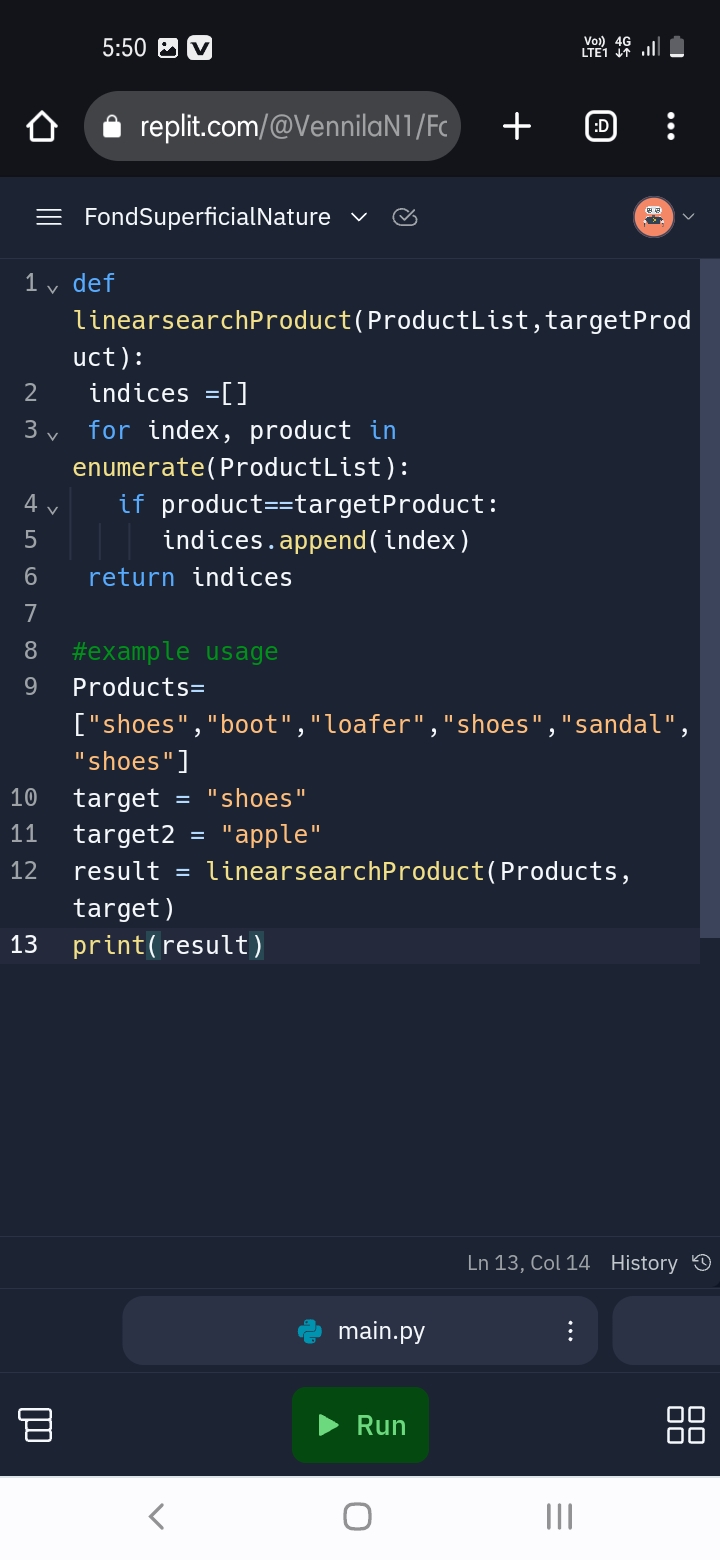 5:50
Vo)) 4G
LTE1
replit.com/@VennilaN1/Fo
:D
FondSuperficialNature
1 def
linearsearchProduct(ProductList,targetProd
uct):
2 indices =[]
3 for index, product in
enumerate(ProductList):
4 if product==targetProduct:
5 indices.append(index)
6 return indices
7
8 #example usage
9 Products=
["shoes","boot","loafer","shoes","sandal",
"shoes"]
10 target = "shoes"
11 target2 = "apple"
12 result = linearsearchProduct(Products,
target)
13 print(result)
Ln 13, Col 14 History
main.py
Run